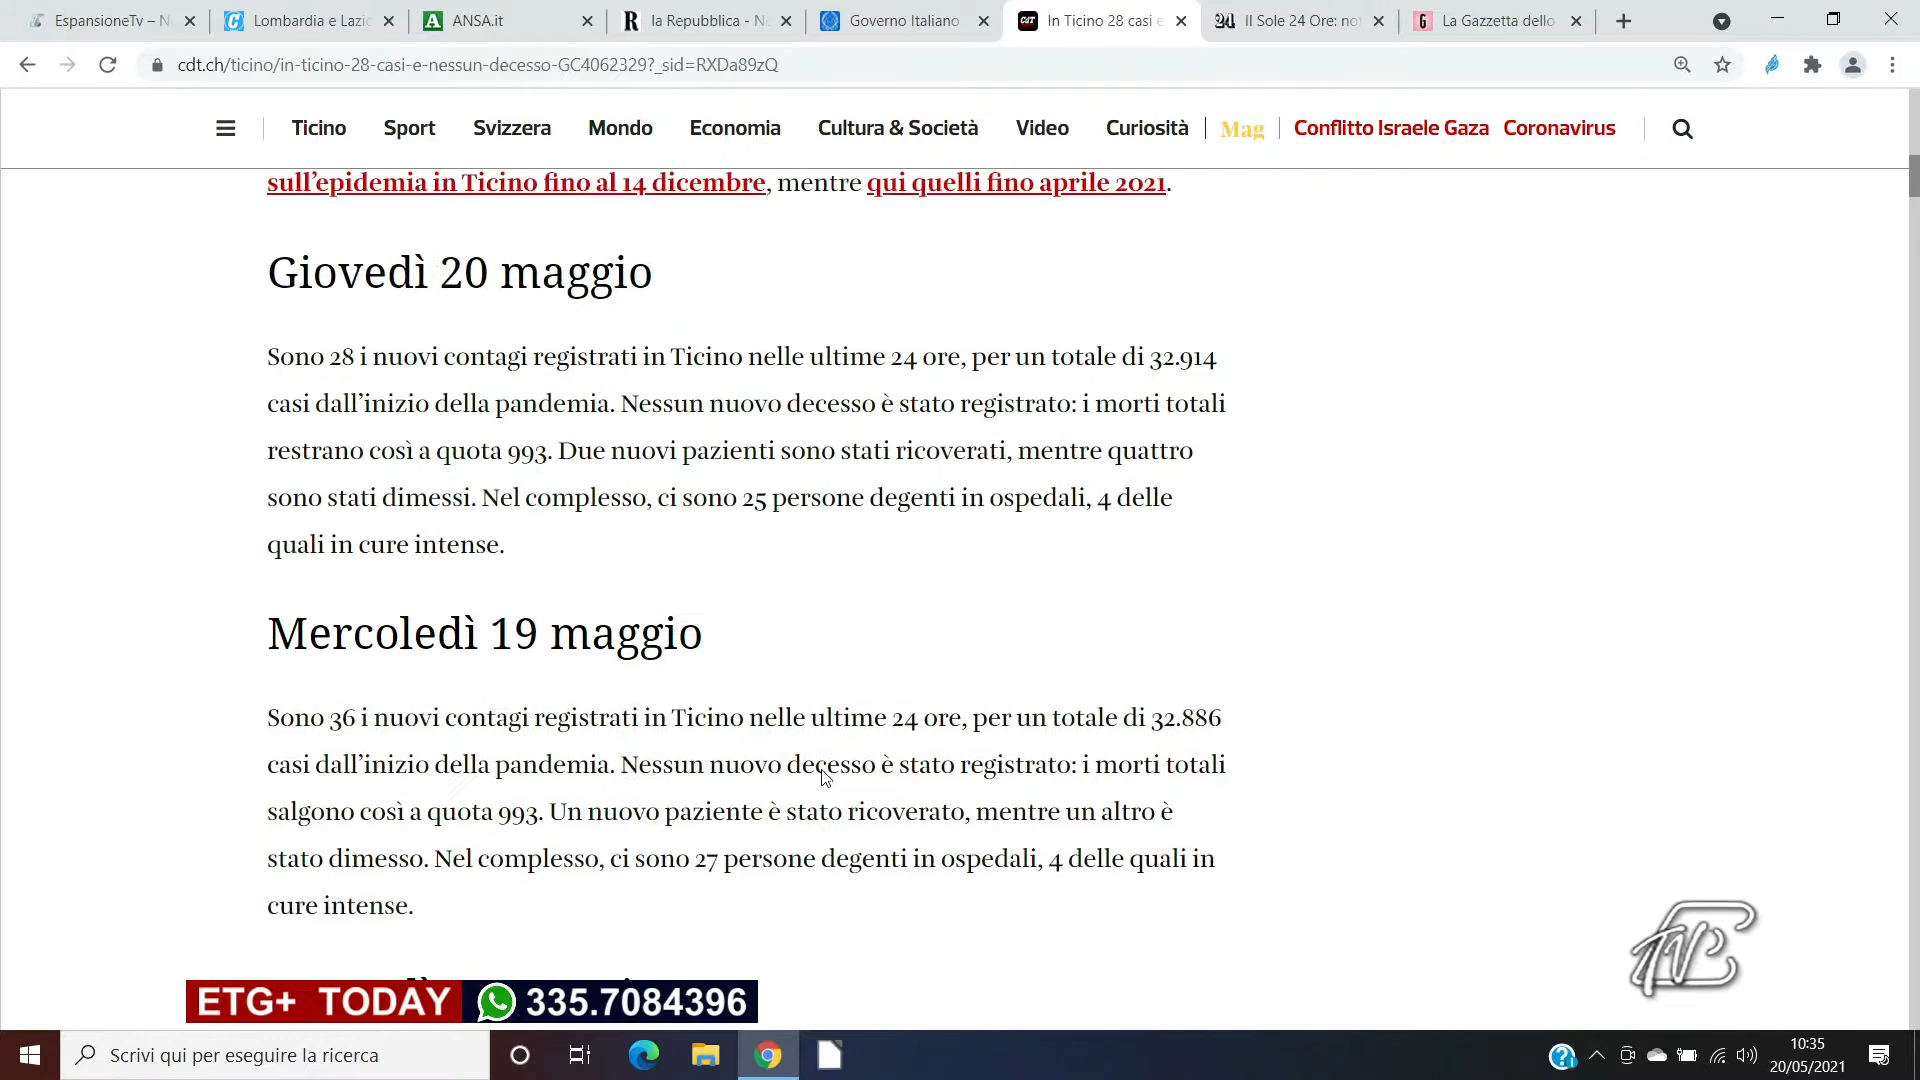 EspansioneTv – N
Lombardia e Lazi
ANSA.it
la Repubblica - N
Governo Italiano
In Ticino 28 casi e
Il Sole 24 Ore: not
La Gazzetta dello
cdt.ch/ticino/in-ticino-28-casi-e-nessun-decesso-GC4062329?_sid=RXDa89zQ
Ticino Sport Svizzera Mondo Economia Cultura & Società Video Curiosità Mag Conflitto Israele Gaza Coronavirus
sull’epidemia in Ticino fino al 14 dicembre, mentre qui quelli fino aprile 2021.
Giovedì 20 maggio
Sono 28 i nuovi contagi registrati in Ticino nelle ultime 24 ore, per un totale di 32.914
casi dall’inizio della pandemia. Nessun nuovo decesso è stato registrato: i morti totali
restrano così a quota 993. Due nuovi pazienti sono stati ricoverati, mentre quattro
sono stati dimessi. Nel complesso, ci sono 25 persone degenti in ospedali, 4 delle
quali in cure intense.
Mercoledì 19 maggio
Sono 36 i nuovi contagi registrati in Ticino nelle ultime 24 ore, per un totale di 32.886
casi dall’inizio della pandemia. Nessun nuovo decesso è stato registrato: i morti totali
salgono così a quota 993. Un nuovo paziente è stato ricoverato, mentre un altro è
stato dimesso. Nel complesso, ci sono 27 persone degenti in ospedali, 4 delle quali in
cure intense.
ETG+ TODAY 335.7084396
Scrivi qui per eseguire la ricerca
10:35
20/05/2021